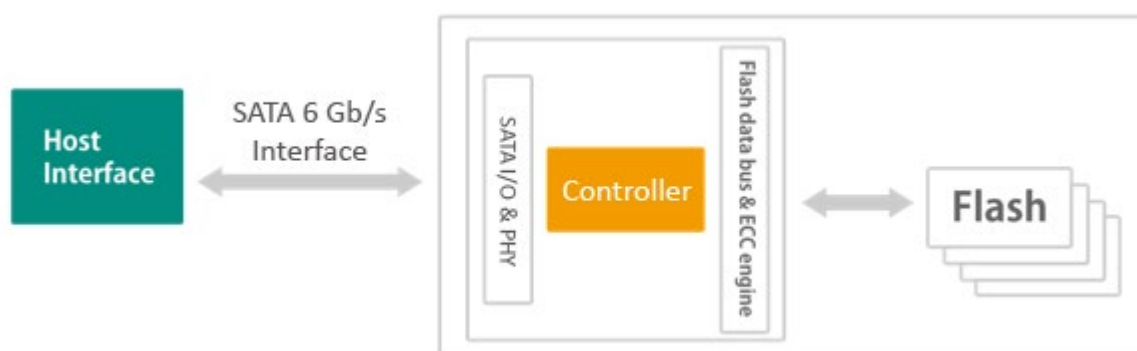 Host
Interface
SATA 6 Gb/s
Interface
SATA I/O & PHY
Controller
Flash data bus & ECC engine
Flash